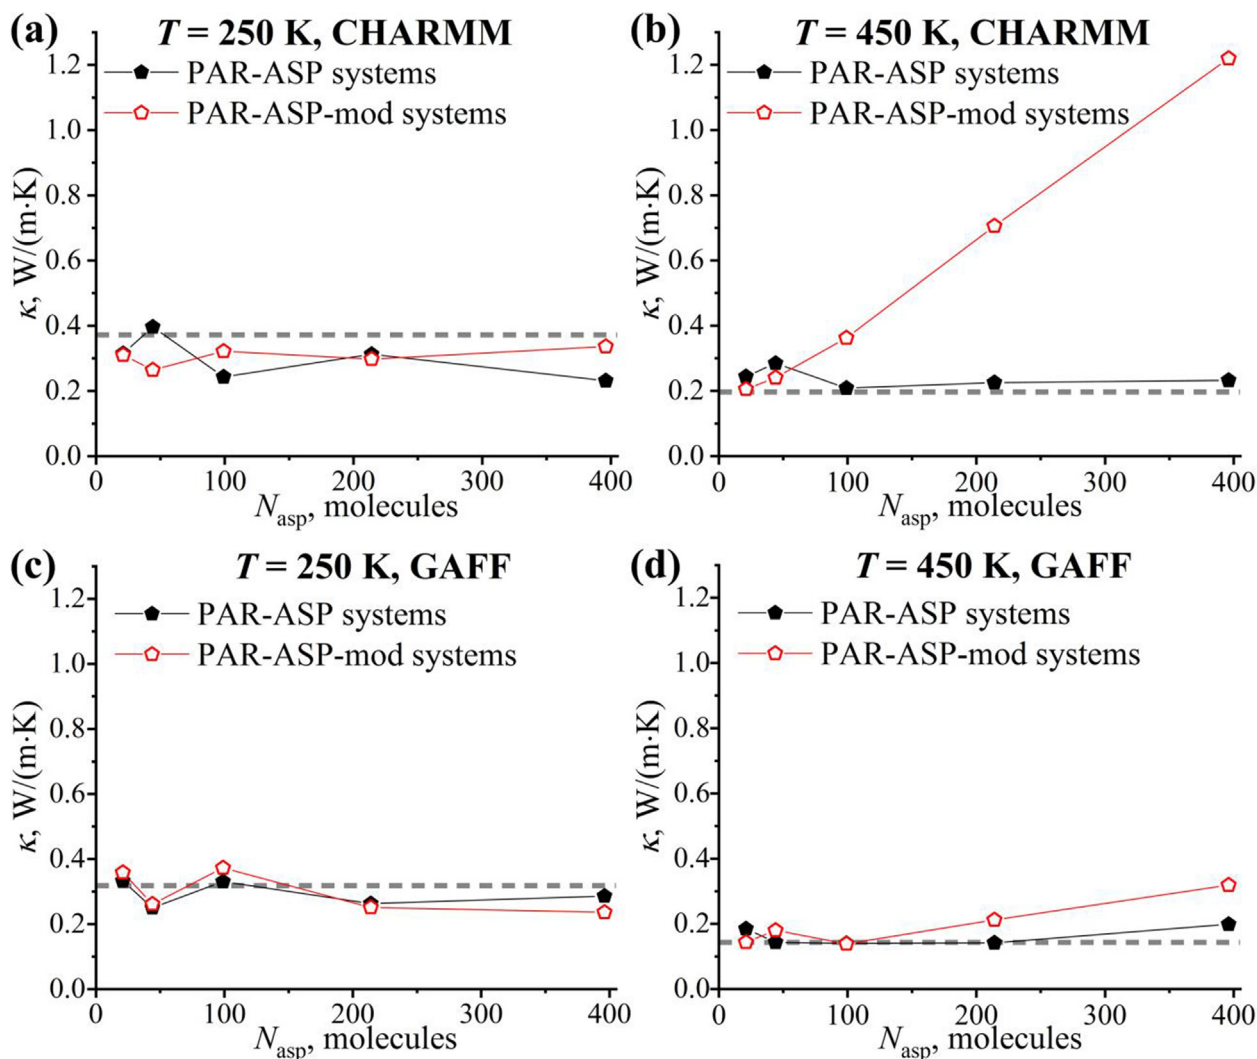 (a) T = 250 K, CHARMM
PAR-ASP systems
PAR-ASP-mod systems
κ, W/(m·K)
1.2
1.0
0.8
0.6
0.4
0.2
0.0
0 100 200 300 400
N_asp, molecules
(b) T = 450 K, CHARMM
PAR-ASP systems
PAR-ASP-mod systems
κ, W/(m·K)
1.2
1.0
0.8
0.6
0.4
0.2
0.0
0 100 200 300 400
N_asp, molecules
(c) T = 250 K, GAFF
PAR-ASP systems
PAR-ASP-mod systems
κ, W/(m·K)
1.2
1.0
0.8
0.6
0.4
0.2
0.0
0 100 200 300 400
N_asp, molecules
(d) T = 450 K, GAFF
PAR-ASP systems
PAR-ASP-mod systems
κ, W/(m·K)
1.2
1.0
0.8
0.6
0.4
0.2
0.0
0 100 200 300 400
N_asp, molecules